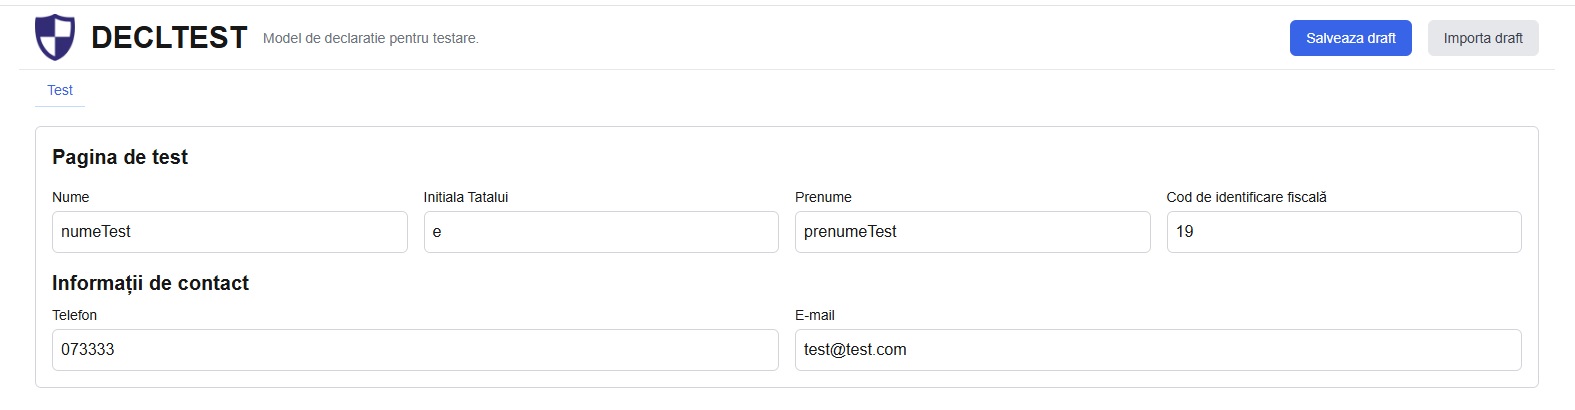 DECLTEST Model de declaratie pentru testare. Salveaza draft Importa draft
Test
Pagina de test
Nume Initiala Tatalui Prenume Cod de identificare fiscală
numeTest e prenumeTest 19
Informații de contact
Telefon E-mail
073333 test@test.com